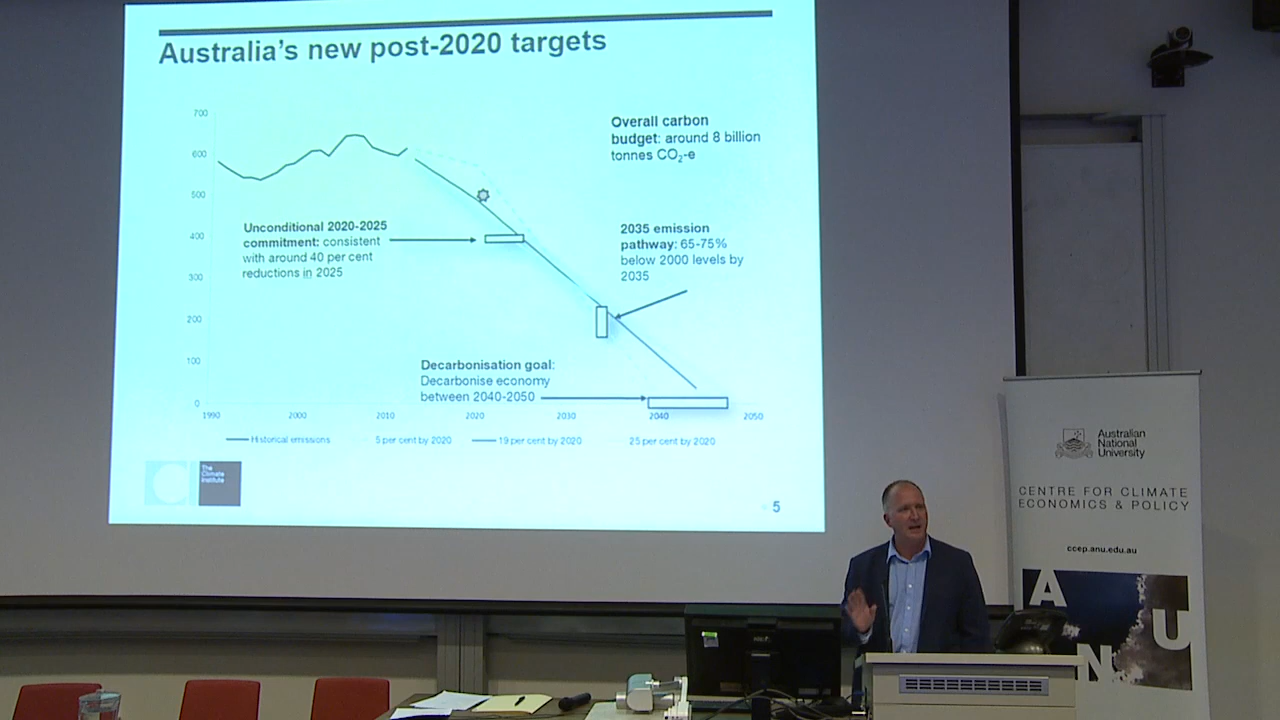 Australia's new post-2020 targets
700
600
500
400
300
200
100
0
1990
2000
2010
2020
2030
2040
2050
Overall carbon
budget: around 8 billion
tonnes CO₂-e
Unconditional 2020-2025
commitment: consistent
with around 40 per cent
reductions in 2025
2035 emission
pathway: 65-75%
below 2000 levels by
2035
Decarbonisation goal:
Decarbonise economy
between 2040-2050
Historical emissions
5 per cent by 2020
19 per cent by 2020
25 per cent by 2020
The
Climate
Institute
5
Australian
National
University
CENTRE FOR CLIMATE
ECONOMICS & POLICY
ccep.anu.edu.au
A
N
U